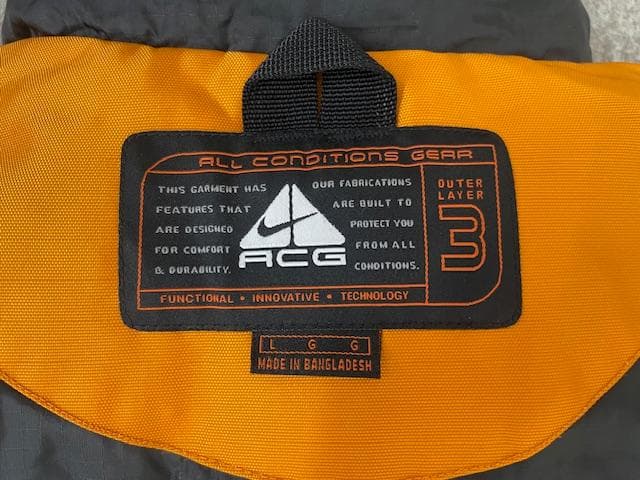 ALL CONDITIONS GEAR
THIS GARMENT HAS
FEATURES THAT
ARE DESIGNED
FOR COMFORT
& DURABILITY.
ACG
OUR FABRICATIONS
ARE BUILT TO
PROTECT YOU
FROM ALL
CONDITIONS.
OUTER
LAYER
3
FUNCTIONAL • INNOVATIVE • TECHNOLOGY
L G G
MADE IN BANGLADESH